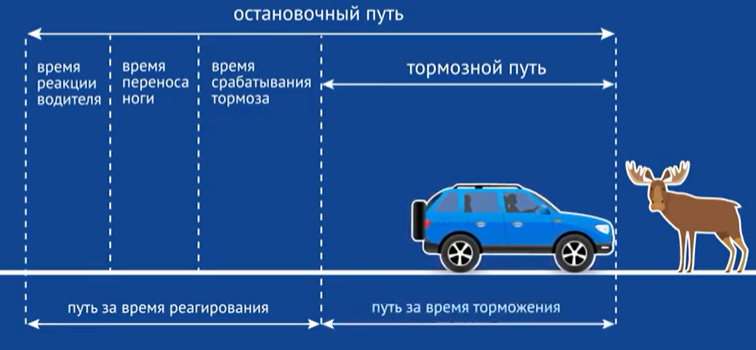 остановочный путь
время
реакции
водителя
время
переноса
ноги
время
срабатывания
тормоза
тормозной путь
путь за время реагирования
путь за время торможения